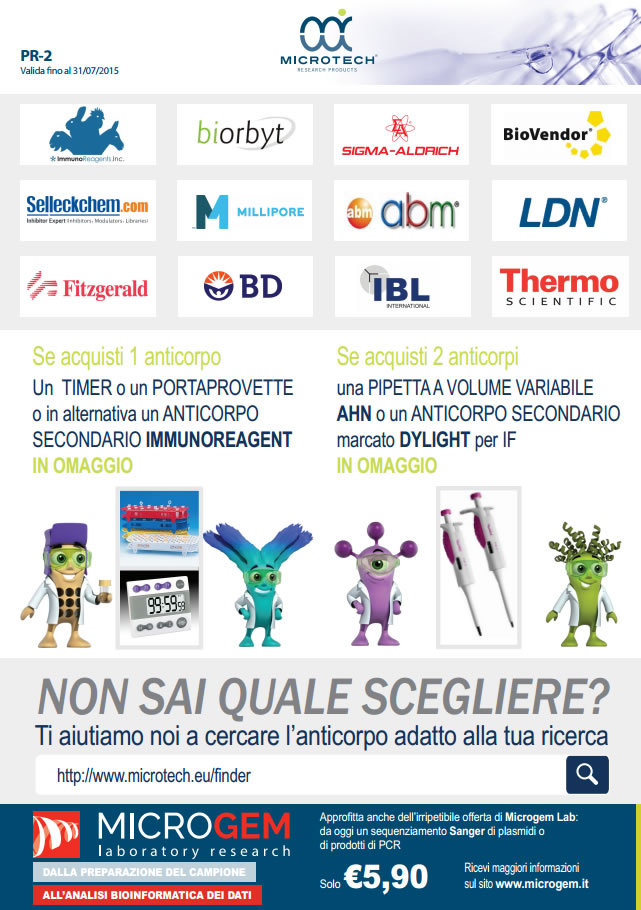 PR-2
Valida fino al 31/07/2015
MICROTECH®
RESEARCH PRODUCTS
ImmunoReagents, Inc.
biorbyt
SIGMA-ALDRICH
BioVendor®
Selleckchem.com
Inhibitor Expert (Inhibitors, Modulators, Libraries)
M MILLIPORE
abm abm®
LDN®
Fitzgerald
BD
IBL
INTERNATIONAL
Thermo
SCIENTIFIC
Se acquisti 1 anticorpo
Un TIMER o un PORTAPROVETTE
o in alternativa un ANTICORPO
SECONDARIO IMMUNOREAGENT
IN OMAGGIO
Se acquisti 2 anticorpi
una PIPETTA A VOLUME VARIABILE
AHN o un ANTICORPO SECONDARIO
marcato DYLIGHT per IF
IN OMAGGIO
99:59 59
NON SAI QUALE SCEGLIERE?
Ti aiutiamo noi a cercare l'anticorpo adatto alla tua ricerca
http://www.microtech.eu/finder
MICROGEM
laboratory research
DALLA PREPARAZIONE DEL CAMPIONE
ALL'ANALISI BIOINFORMATICA DEI DATI
Approfitta anche dell'irripetibile offerta di Microgem Lab:
da oggi un sequenziamento Sanger di plasmidi o
di prodotti di PCR
Solo €5,90
Ricevi maggiori informazioni
sul sito www.microgem.it